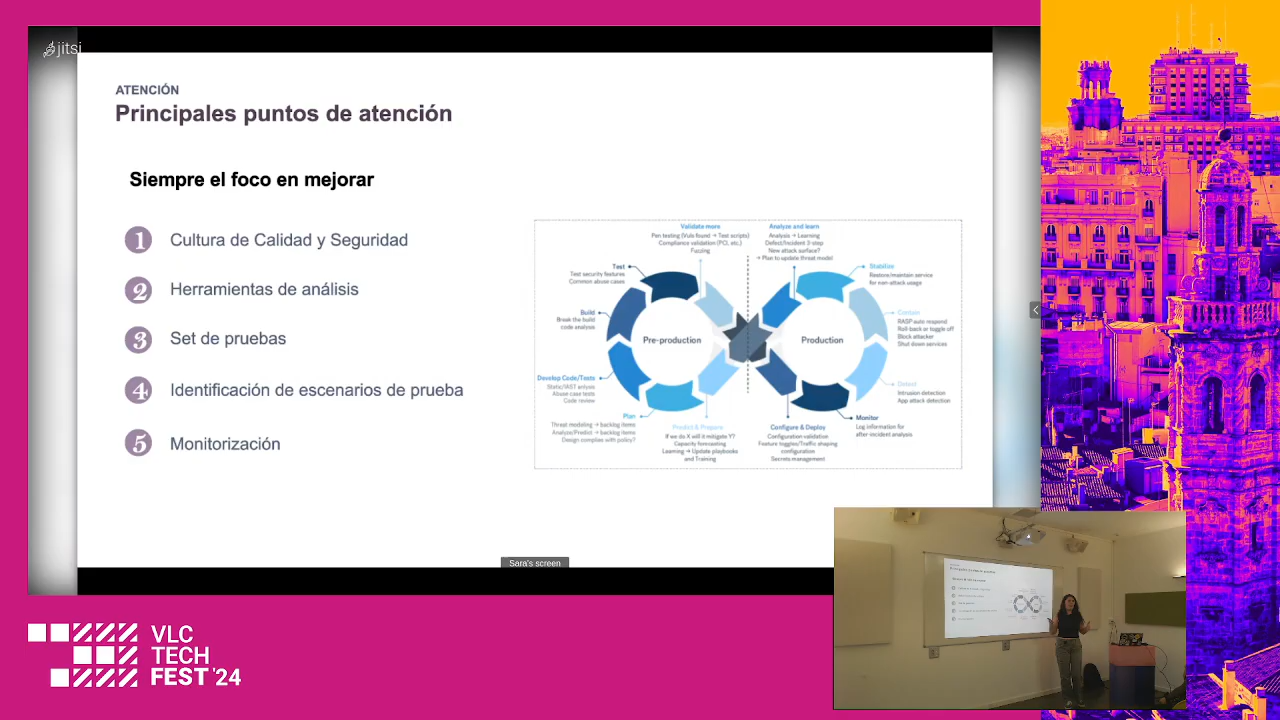 jitsi
ATENCIÓN
Principales puntos de atención
Siempre el foco en mejorar
1 Cultura de Calidad y Seguridad
2 Herramientas de análisis
3 Set de pruebas
4 Identificación de escenarios de prueba
5 Monitorización
Validate more
Pen testing (Vuls found → Test scripts)
Compliance validation (PCI, etc.)
Fuzzing
Analyze and learn
Analysis → Learning
Defect/Incident 3-step
New attack surface?
→ Plan to update threat model
Test
Test security features
Common abuse cases
Stabilize
Restore/maintain service
for non-attack usage
Build
Break the build
code analysis
Contain
RASP auto respond
Roll back or toggle off
Block attacker
Shut down services
Pre-production
Production
Develop Code/Tests
Abuse case tests
Code review
Detect
Intrusion detection
App attack detection
Plan
Threat modeling → backlog items
Analyze/Predict → backlog items
Design complies with policy?
Predict & Prepare
If we do X will it mitigate Y?
Capacity forecasting
Learning → Update playbooks
and Training
Configure & Deploy
Configuration validation
Feature toggles/Traffic shaping
configuration
Secrets management
Monitor
Log information for
after-incident analysis
Sara's screen
VLC
TECH
FEST '24